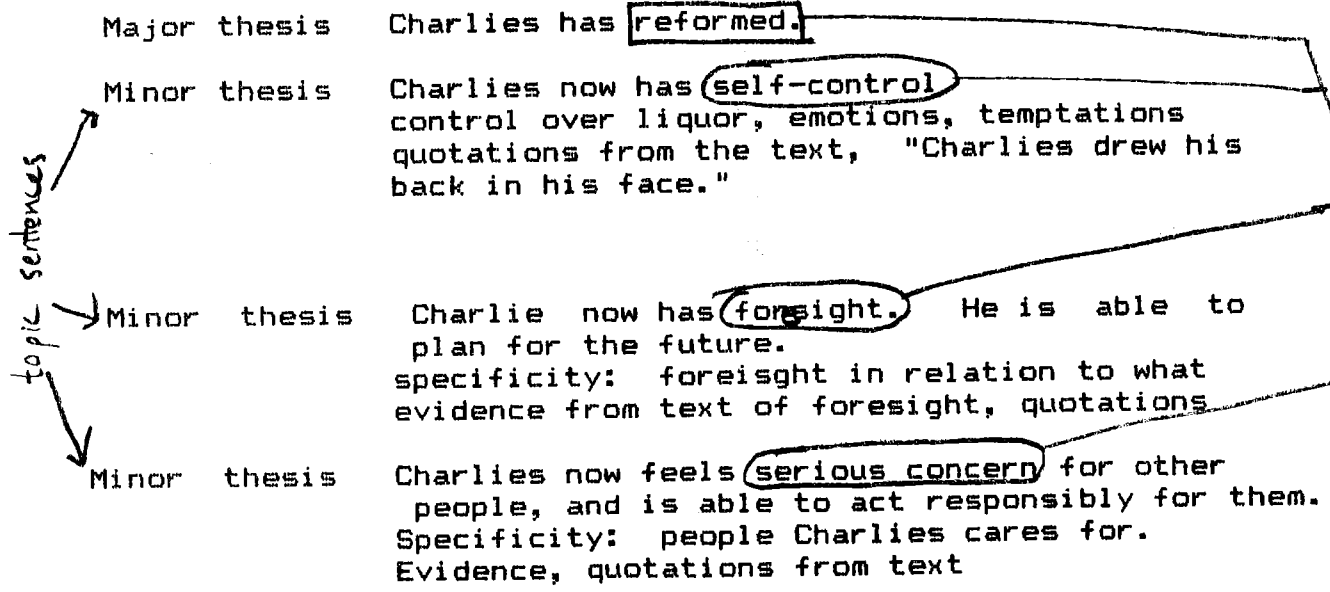 Major thesis Charlies has reformed.
Minor thesis Charlies now has self-control
control over liquor, emotions, temptations
quotations from the text, "Charlies drew his
back in his face."
topic sentences
Minor thesis Charlie now has foresight. He is able to
plan for the future.
specificity: foreisght in relation to what
evidence from text of foresight, quotations
Minor thesis Charlies now feels serious concern for other
people, and is able to act responsibly for them.
Specificity: people Charlies cares for.
Evidence, quotations from text